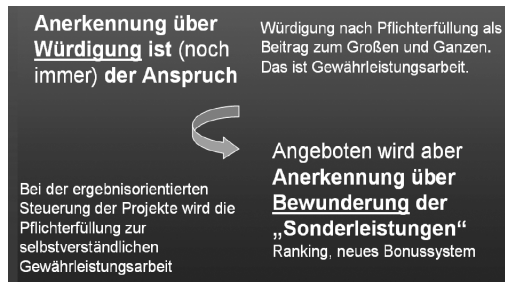 Anerkennung über
Würdigung ist (noch
immer) der Anspruch
Würdigung nach Pflichterfüllung als
Beitrag zum Großen und Ganzen.
Das ist Gewährleistungsarbeit.
Angeboten wird aber
Anerkennung über
Bewunderung der
„Sonderleistungen“
Ranking, neues Bonussystem
Bei der ergebnisorientierten
Steuerung der Projekte wird die
Pflichterfüllung zur
selbstverständlichen
Gewährleistungsarbeit